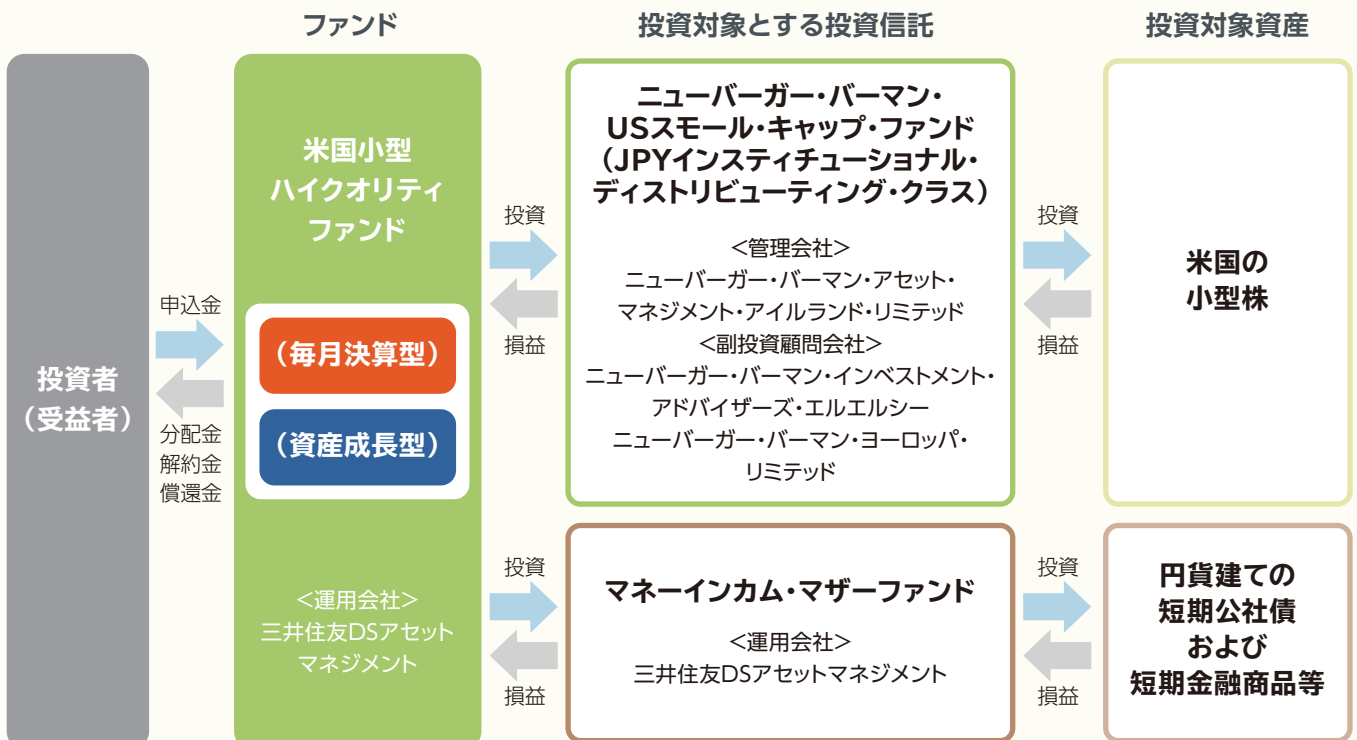 ファンド
投資対象とする投資信託
投資対象資産
投資者
（受益者）
申込金
分配金
解約金
償還金
米国小型
ハイクオリティ
ファンド
（毎月決算型）
（資産成長型）
＜運用会社＞
三井住友DSアセット
マネジメント
投資
損益
ニューバーガー・バーマン・
USスモール・キャップ・ファンド
（JPYインスティチューショナル・
ディストリビューティング・クラス）
＜管理会社＞
ニューバーガー・バーマン・アセット・
マネジメント・アイルランド・リミテッド
＜副投資顧問会社＞
ニューバーガー・バーマン・インベストメント・
アドバイザーズ・エルエルシー
ニューバーガー・バーマン・ヨーロッパ・
リミテッド
投資
損益
米国の
小型株
投資
損益
マネーインカム・マザーファンド
＜運用会社＞
三井住友DSアセットマネジメント
投資
損益
円貨建ての
短期公社債
および
短期金融商品等